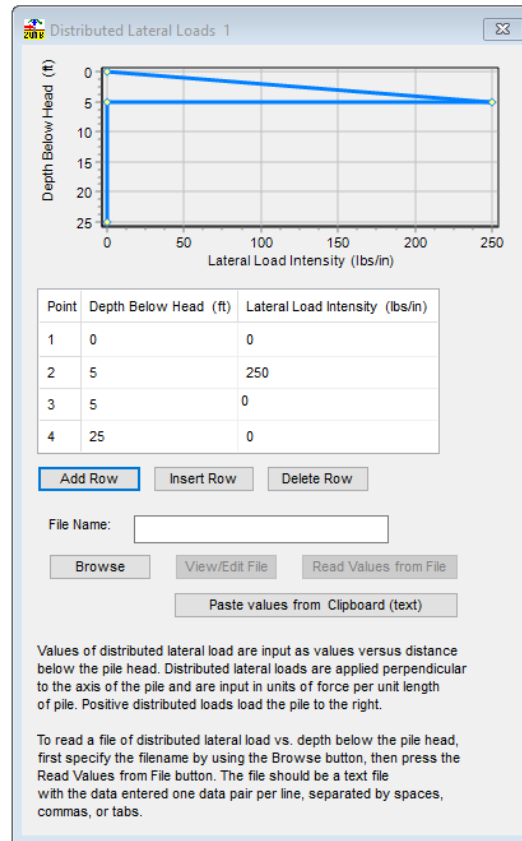 Distributed Lateral Loads 1
Depth Below Head (ft)
0
5
10
15
20
25
0 50 100 150 200 250
Lateral Load Intensity (lbs/in)
Point Depth Below Head (ft) Lateral Load Intensity (lbs/in)
1 0 0
2 5 250
3 5 0
4 25 0
Add Row Insert Row Delete Row
File Name:
Browse View/Edit File Read Values from File
Paste values from Clipboard (text)
Values of distributed lateral load are input as values versus distance
below the pile head. Distributed lateral loads are applied perpendicular
to the axis of the pile and are input in units of force per unit length
of pile. Positive distributed loads load the pile to the right.
To read a file of distributed lateral load vs. depth below the pile head,
first specify the filename by using the Browse button, then press the
Read Values from File button. The file should be a text file
with the data entered one data pair per line, separated by spaces,
commas, or tabs.